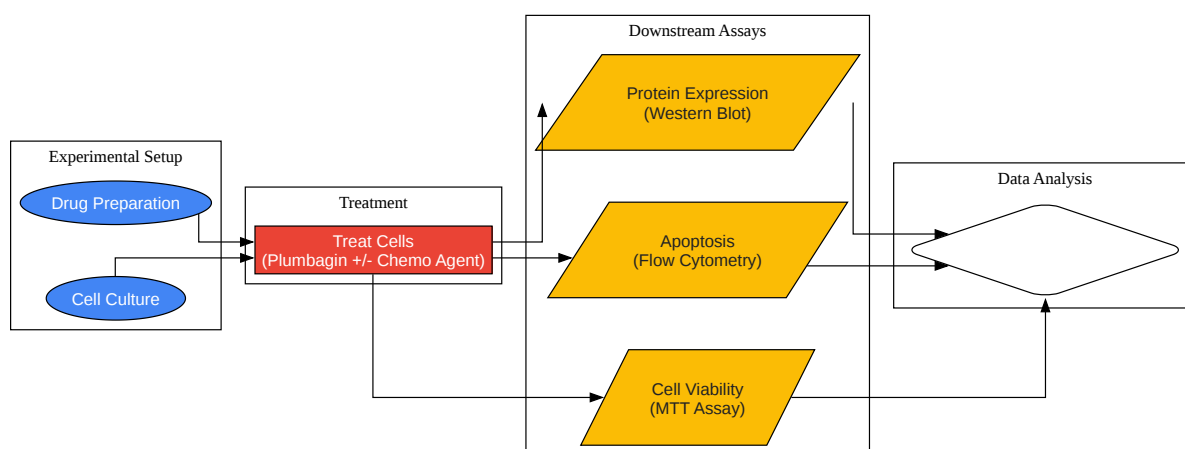 Experimental Setup
Drug Preparation
Cell Culture
Treatment
Treat Cells
(Plumbagin +/- Chemo Agent)
Downstream Assays
Protein Expression
(Western Blot)
Apoptosis
(Flow Cytometry)
Cell Viability
(MTT Assay)
Data Analysis